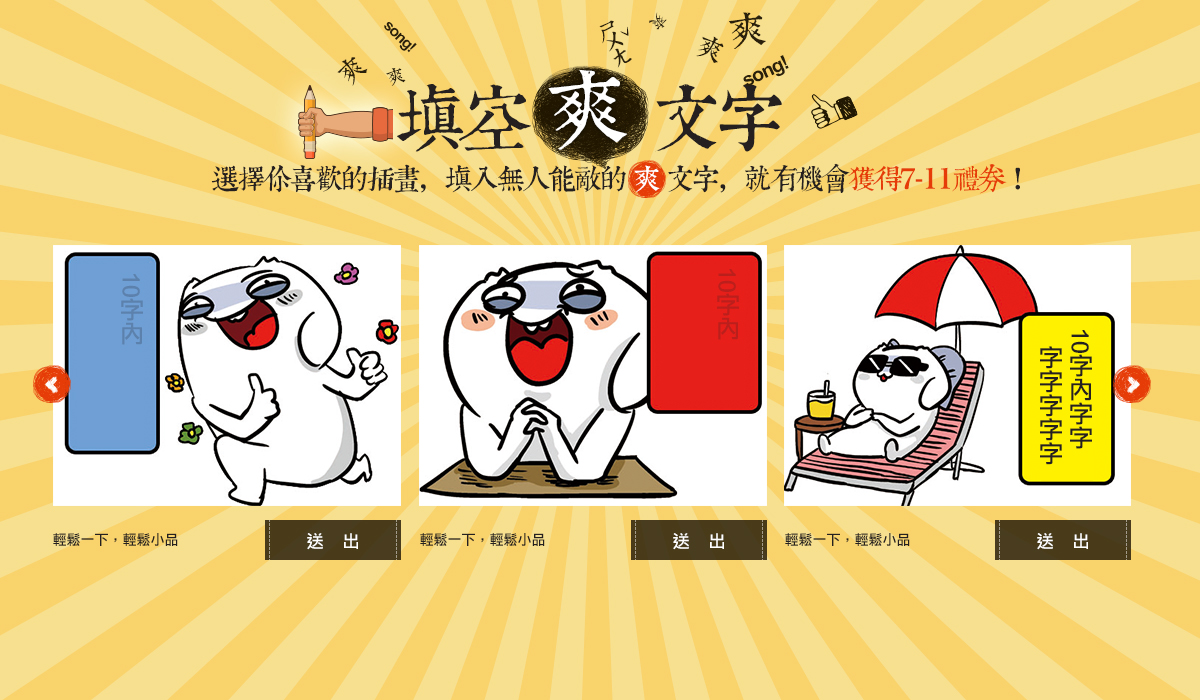 song!
爽
爽
ㄕㄨㄤ
爽
爽
爽
song!
填空爽文字
選擇你喜歡的插畫，填入無人能敵的爽文字，就有機會獲得7-11禮券！
10字內
10字內
10字內字字
字字字字字
輕鬆一下，輕鬆小品
送 出
輕鬆一下，輕鬆小品
送 出
輕鬆一下，輕鬆小品
送 出